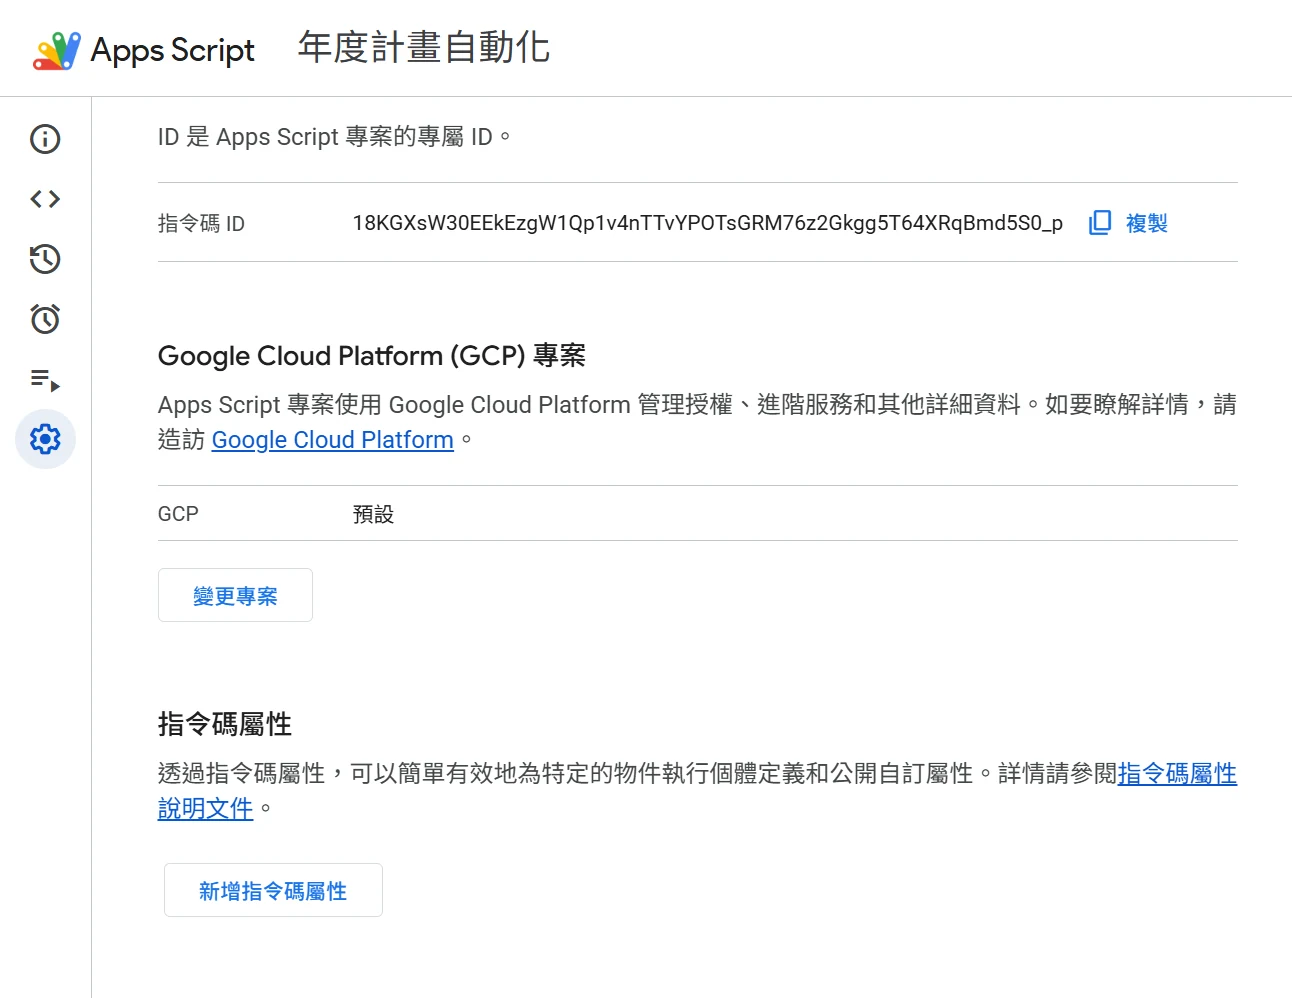 Apps Script 年度計畫自動化
ID 是 Apps Script 專案的專屬 ID。
指令碼 ID 18KGXsW30EEkEzgW1Qp1v4nTTvYPOTsGRM76z2Gkgg5T64XRqBmd5S0_p 複製
Google Cloud Platform (GCP) 專案
Apps Script 專案使用 Google Cloud Platform 管理授權、進階服務和其他詳細資料。如要瞭解詳情，請
造訪 Google Cloud Platform。
GCP 預設
變更專案
指令碼屬性
透過指令碼屬性，可以簡單有效地為特定的物件執行個體定義和公開自訂屬性。詳情請參閱指令碼屬性
說明文件。
新增指令碼屬性